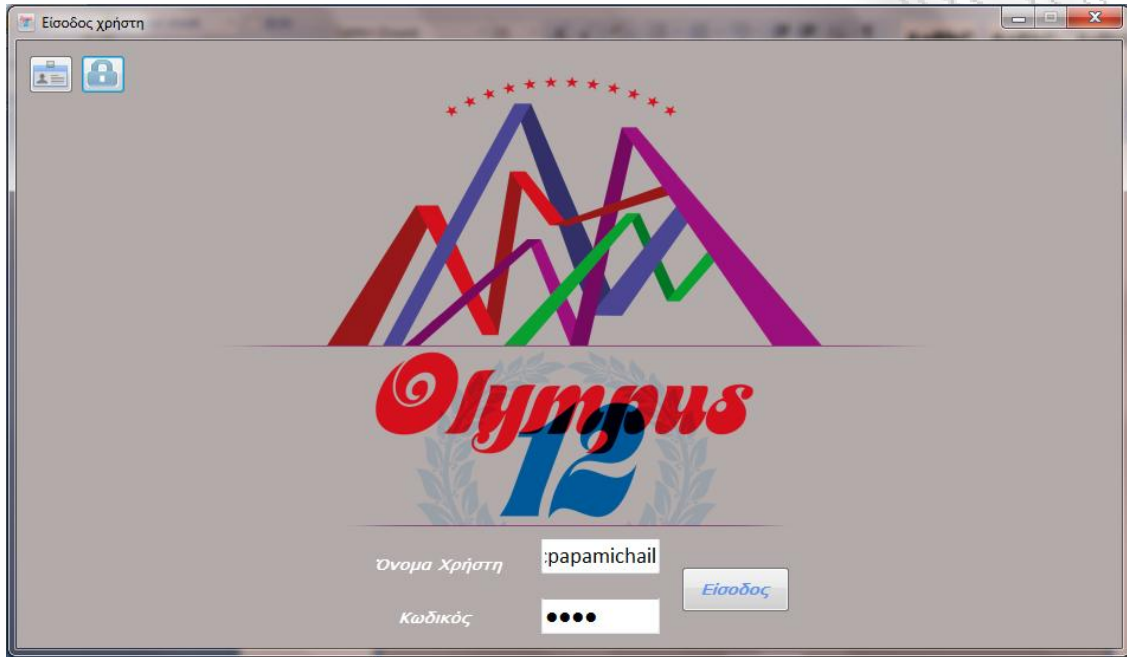 Είσοδος χρήστη
Olympus
12
Όνομα Χρήστη
:papamichail
Κωδικός
●●●●
Είσοδος